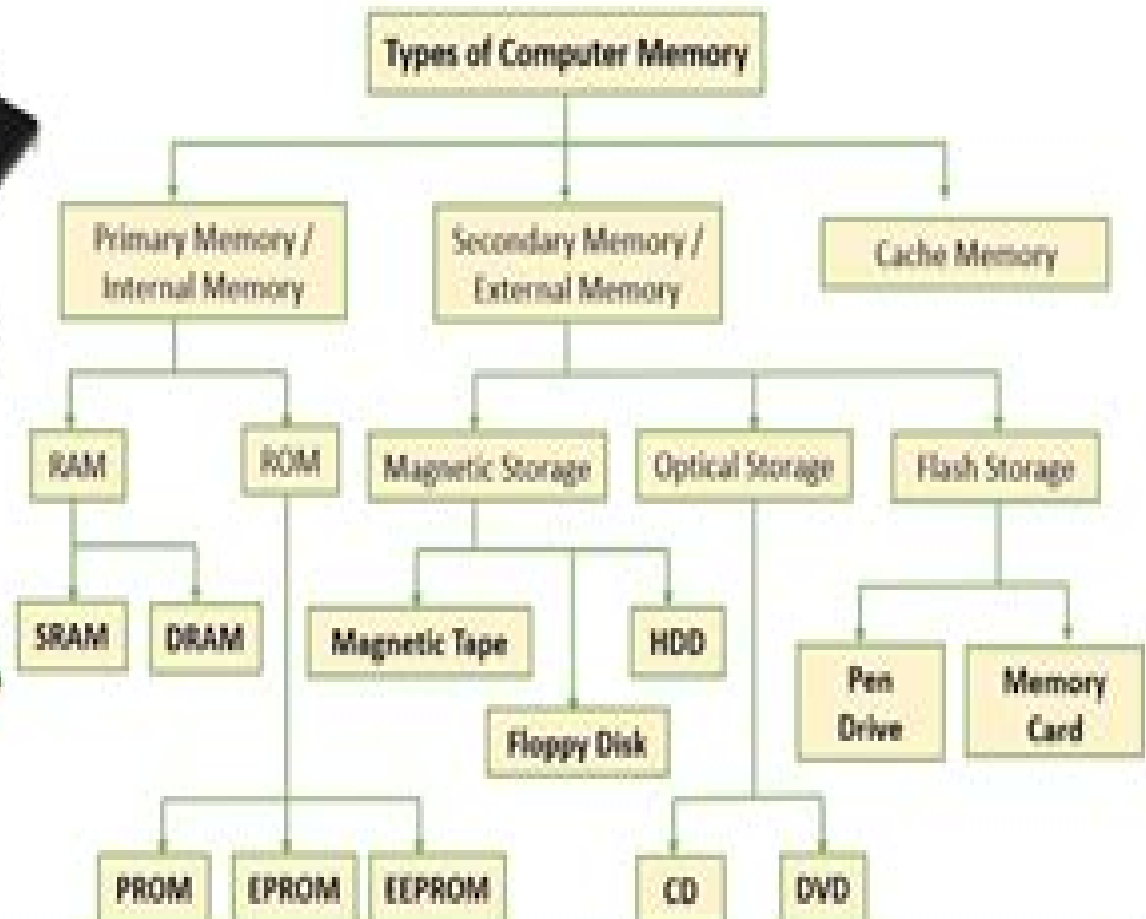 Types of Computer Memory
Primary Memory /
Internal Memory
Secondary Memory /
External Memory
Cache Memory
RAM
ROM
Magnetic Storage
Optical Storage
Flash Storage
SRAM
DRAM
Magnetic Tape
HDD
Pen
Drive
Memory
Card
Floppy Disk
PROM
EPROM
EEPROM
CD
DVD